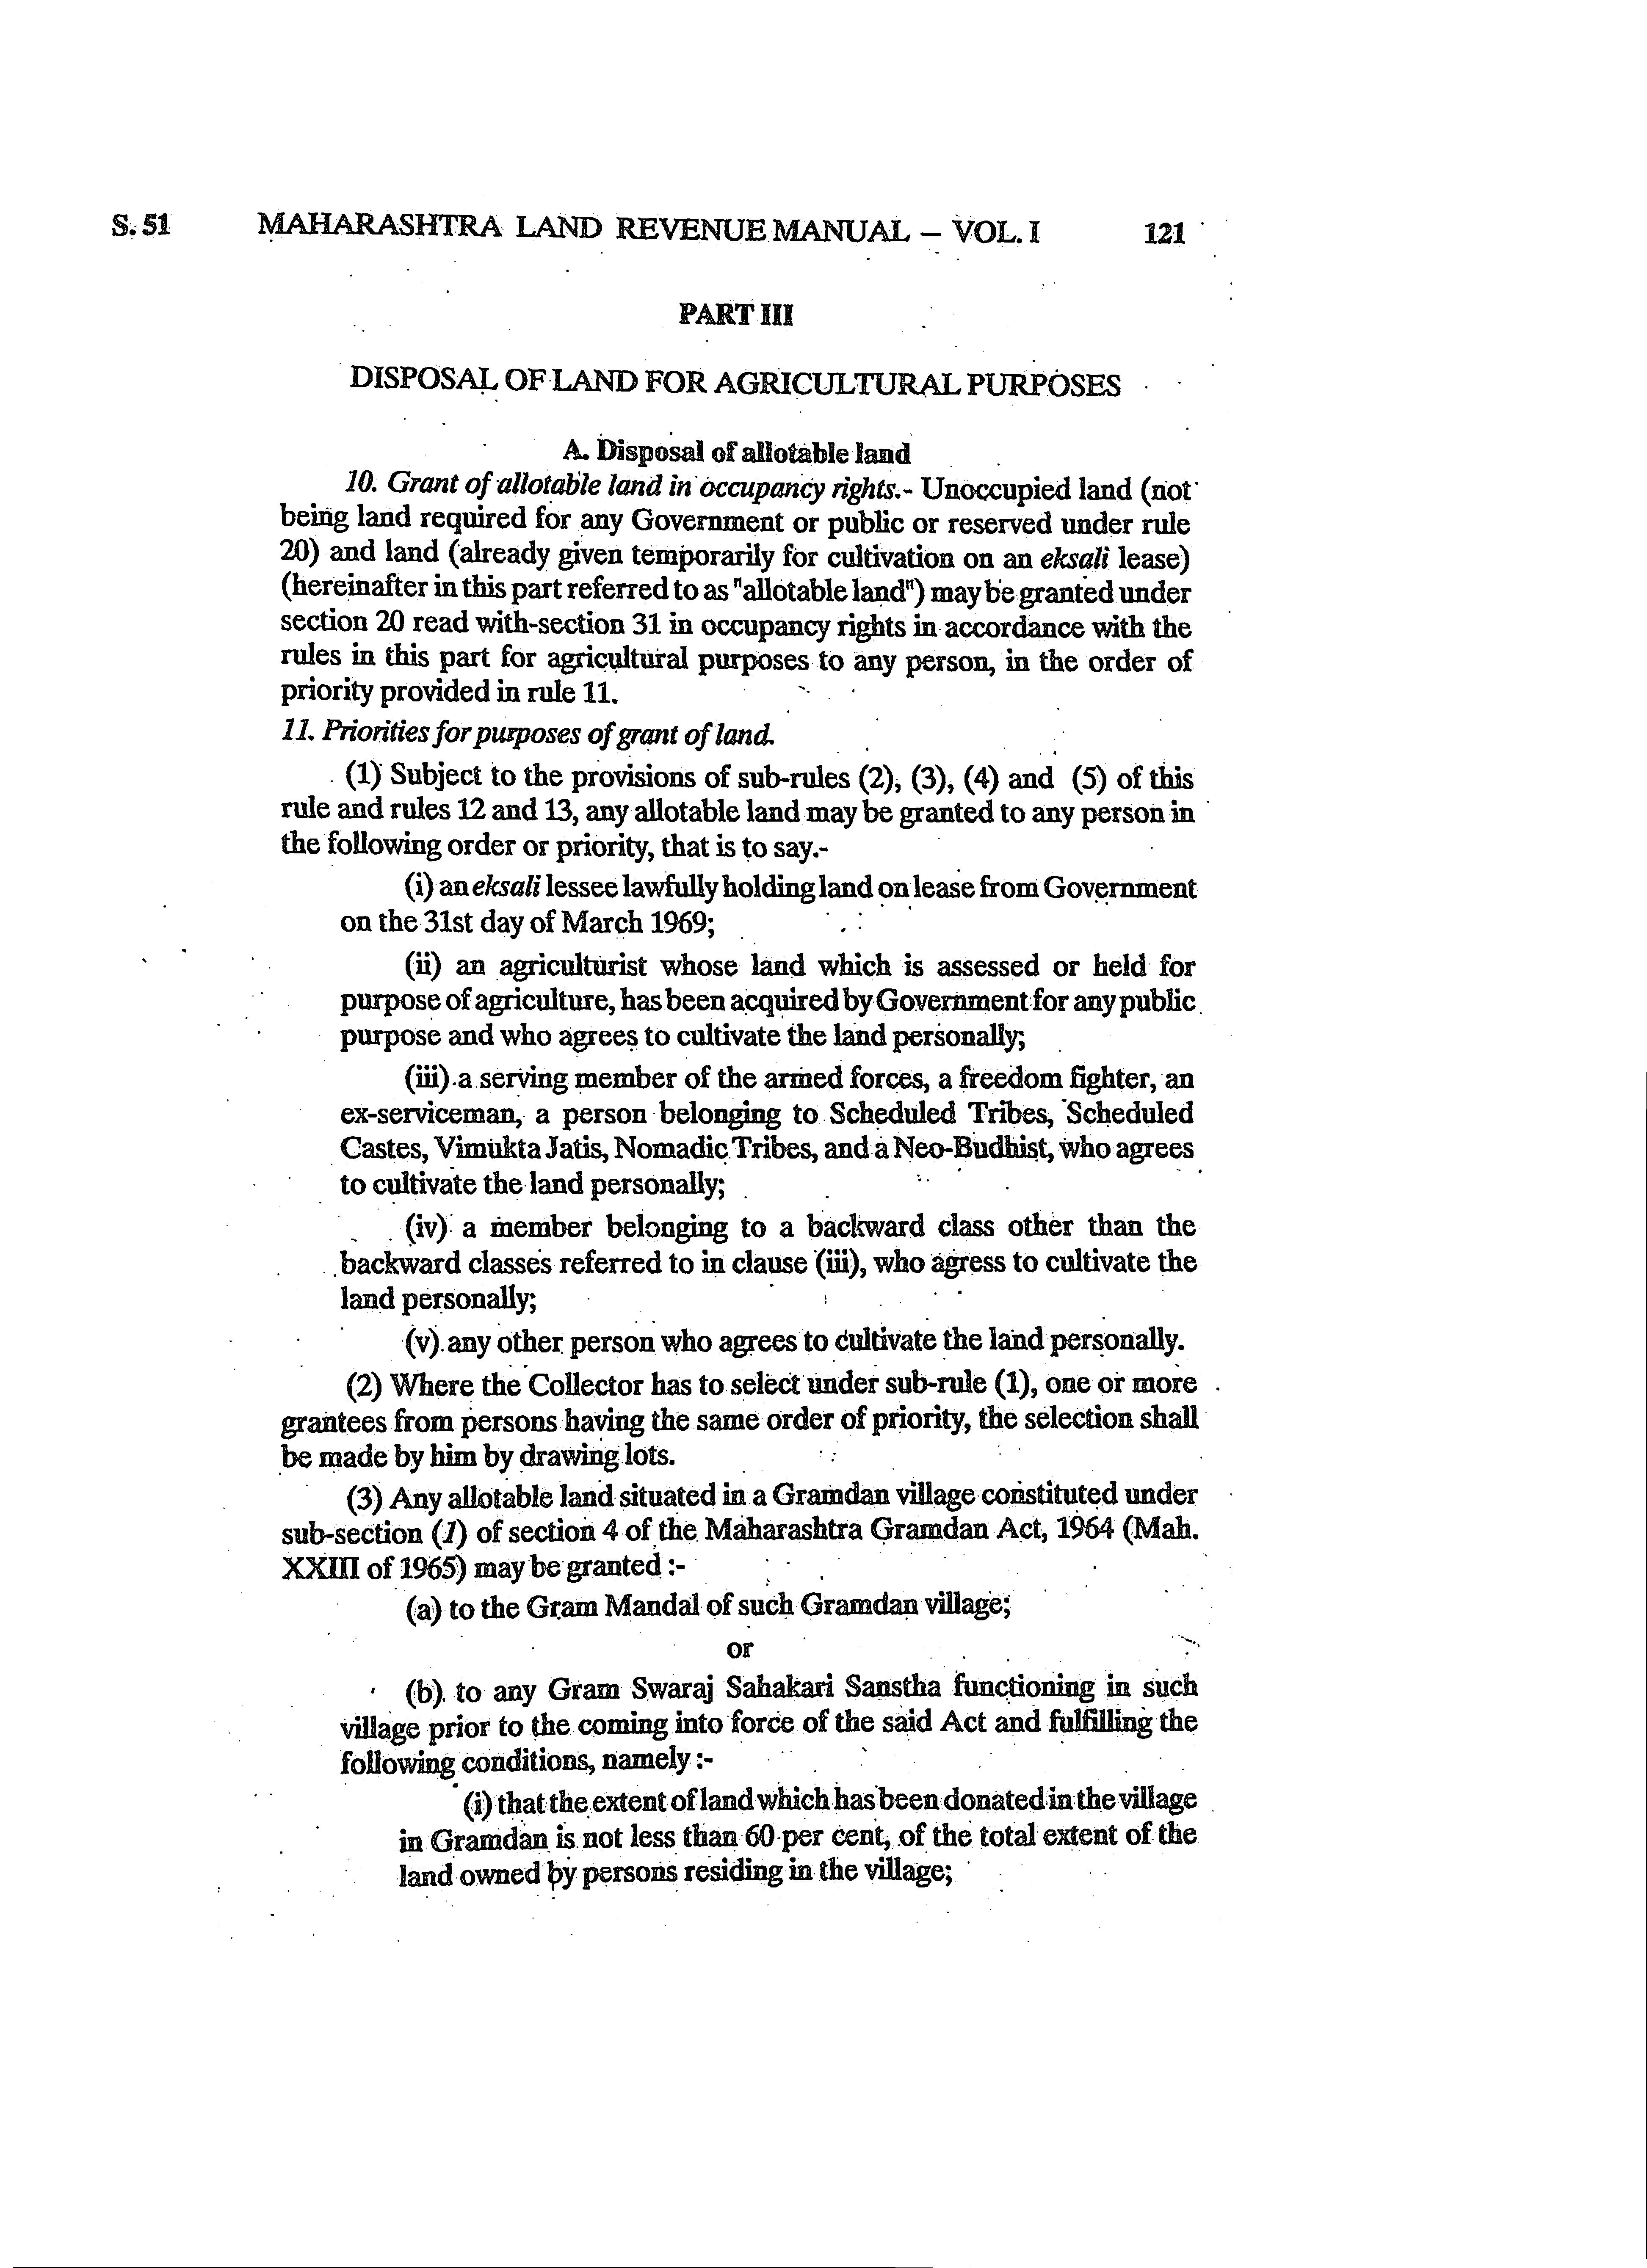 S. 51 MAHARASHTRA LAND REVENUE MANUAL – VOL. I 121
PART III
DISPOSAL OF LAND FOR AGRICULTURAL PURPOSES
A. Disposal of allotable land
10. Grant of allotable land in occupancy rights.- Unoccupied land (not
being land required for any Government or public or reserved under rule
20) and land (already given temporarily for cultivation on an eksali lease)
(hereinafter in this part referred to as "allotable land") may be granted under
section 20 read with-section 31 in occupancy rights in accordance with the
rules in this part for agricultural purposes to any person, in the order of
priority provided in rule 11.
11. Priorities for purposes of grant of land.
(1) Subject to the provisions of sub-rules (2), (3), (4) and (5) of this
rule and rules 12 and 13, any allotable land may be granted to any person in
the following order or priority, that is to say.-
(i) an eksali lessee lawfully holding land on lease from Government
on the 31st day of March 1969;
(ii) an agriculturist whose land which is assessed or held for
purpose of agriculture, has been acquired by Government for any public
purpose and who agrees to cultivate the land personally;
(iii) a serving member of the armed forces, a freedom fighter, an
ex-serviceman, a person belonging to Scheduled Tribes, Scheduled
Castes, Vimukta Jatis, Nomadic Tribes, and a Neo-Budhist, who agrees
to cultivate the land personally;
(iv) a member belonging to a backward class other than the
backward classes referred to in clause (iii), who agress to cultivate the
land personally;
(v) any other person who agrees to cultivate the land personally.
(2) Where the Collector has to select under sub-rule (1), one or more
grantees from persons having the same order of priority, the selection shall
be made by him by drawing lots.
(3) Any allotable land situated in a Gramdan village constituted under
sub-section (1) of section 4 of the Maharashtra Gramdan Act, 1964 (Mah.
XXIII of 1965) may be granted :-
(a) to the Gram Mandal of such Gramdan village;
or
(b) to any Gram Swaraj Sahakari Sanstha functioning in such
village prior to the coming into force of the said Act and fulfilling the
following conditions, namely :-
(i) that the extent of land which has been donated in the village
in Gramdan is not less than 60 per cent, of the total extent of the
land owned by persons residing in the village;